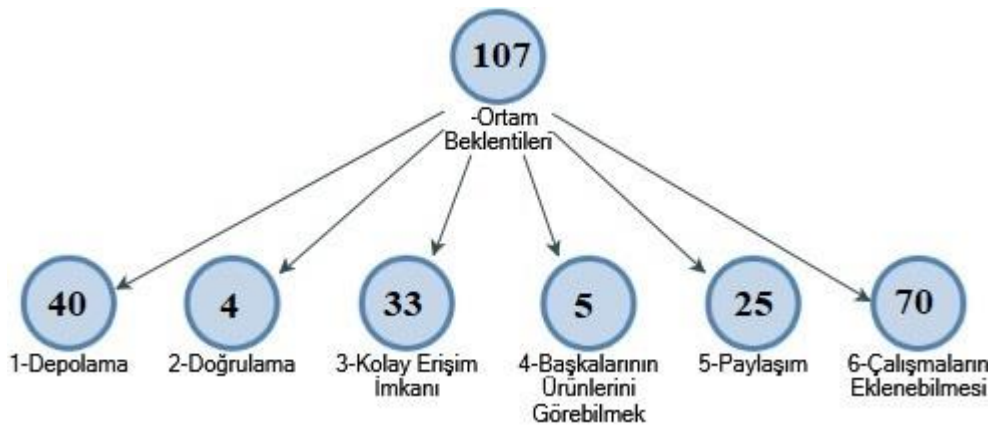 107
-Ortam
Beklentileri
40
4
33
5
25
70
1-Depolama
2-Doğrulama
3-Kolay Erişim
İmkanı
4-Başkalarının
Ürünlerini
Görebilmek
5-Paylaşım
6-Çalışmaların
Eklenebilmesi